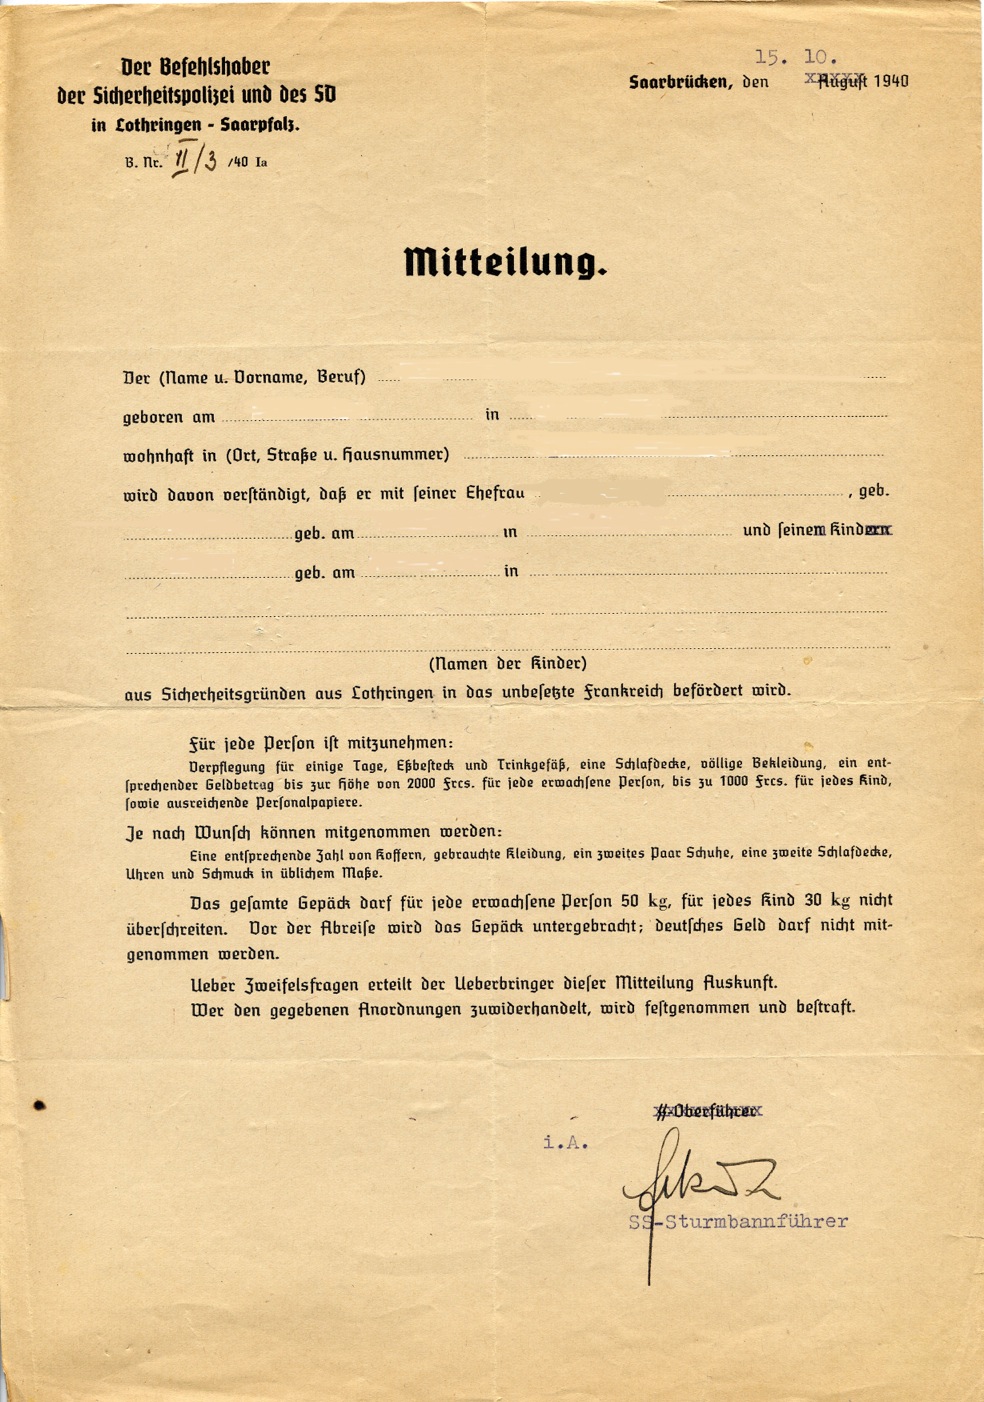 Der Befehlshaber
der Sicherheitspolizei und des SD
in Lothringen - Saarpfalz.
B. Nr. II/3 /40 Ia
15. 10.
Saarbrücken, den August 1940
Mitteilung.
Der (Name u. Vorname, Beruf)
geboren am in
wohnhaft in (Ort, Straße u. Hausnummer)
wird davon verständigt, daß er mit seiner Ehefrau , geb.
geb. am in und seinem Kindern
geb. am in
(Namen der Kinder)
aus Sicherheitsgründen aus Lothringen in das unbesetzte Frankreich befördert wird.
Für jede Person ist mitzunehmen:
Verpflegung für einige Tage, Eßbesteck und Trinkgefäß, eine Schlafdecke, völlige Bekleidung, ein ent-
sprechender Geldbetrag bis zur Höhe von 2000 Frcs. für jede erwachsene Person, bis zu 1000 Frcs. für jedes Kind,
sowie ausreichende Personalpapiere.
Je nach Wunsch können mitgenommen werden:
Eine entsprechende Zahl von Koffern, gebrauchte Kleidung, ein zweites Paar Schuhe, eine zweite Schlafdecke,
Uhren und Schmuck in üblichem Maße.
Das gesamte Gepäck darf für jede erwachsene Person 50 kg, für jedes Kind 30 kg nicht
überschreiten. Vor der Abreise wird das Gepäck untergebracht; deutsches Geld darf nicht mit-
genommen werden.
Ueber Zweifelsfragen erteilt der Ueberbringer dieser Mitteilung Auskunft.
Wer den gegebenen Anordnungen zuwiderhandelt, wird festgenommen und bestraft.
SS Oberführer
i.A.
SS-Sturmbannführer